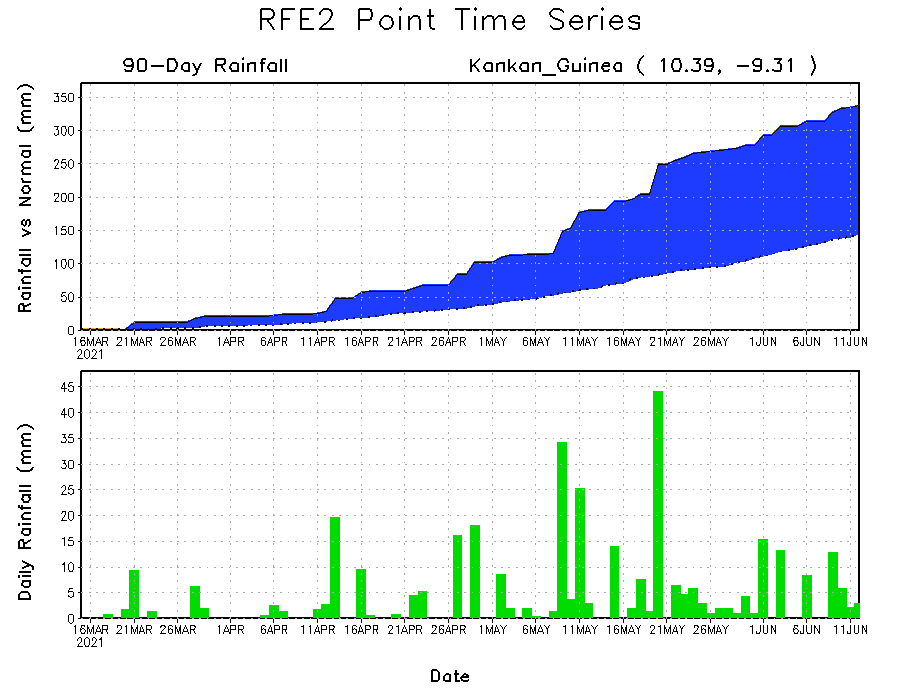 RFE2 Point Time Series
90-Day Rainfall
Kankan_Guinea ( 10.39, -9.31 )
Rainfall vs Normal (mm)
350
300
250
200
150
100
50
0
16MAR 21MAR 26MAR 1APR 6APR 11APR 16APR 21APR 26APR 1MAY 6MAY 11MAY 16MAY 21MAY 26MAY 1JUN 6JUN 11JUN
2021
Daily Rainfall (mm)
45
40
35
30
25
20
15
10
5
0
16MAR 21MAR 26MAR 1APR 6APR 11APR 16APR 21APR 26APR 1MAY 6MAY 11MAY 16MAY 21MAY 26MAY 1JUN 6JUN 11JUN
2021
Date